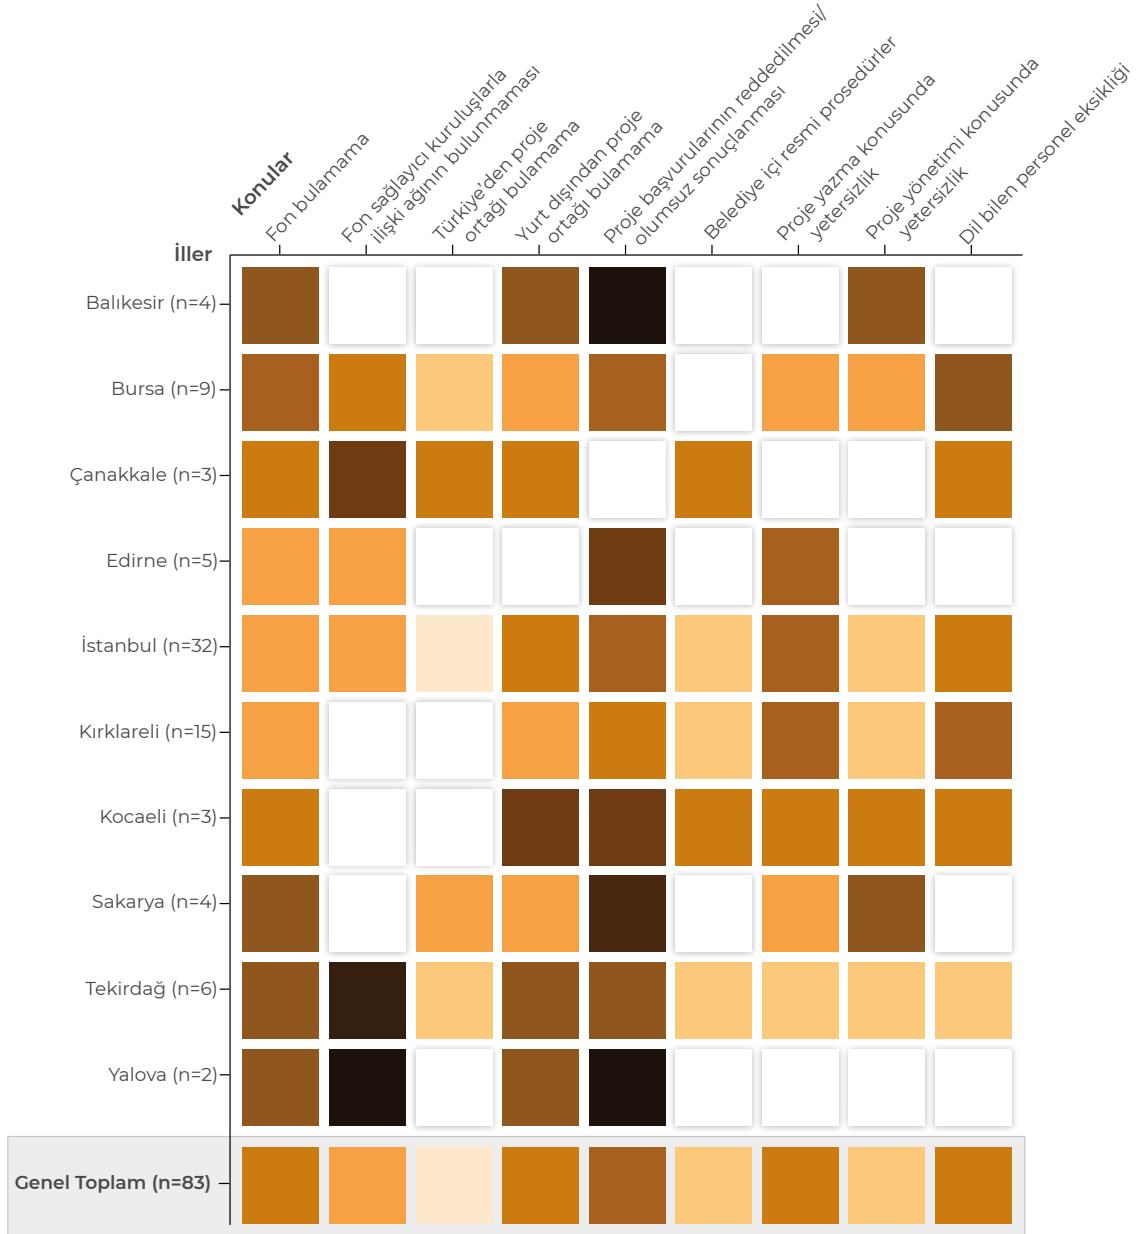 Konular
Fon bulamama
Fon sağlayıcı kuruluşlarla
ilişki ağının bulunmaması
Türkiye'den proje
ortağı bulamama
Yurt dışından proje
ortağı bulamama
Proje başvurularının reddedilmesi/
olumsuz sonuçlanması
Belediye içi resmi prosedürler
Proje yazma konusunda
yetersizlik
Proje yönetimi konusunda
yetersizlik
Dil bilen personel eksikliği
İller
Balıkesir (n=4)
Bursa (n=9)
Çanakkale (n=3)
Edirne (n=5)
İstanbul (n=32)
Kırklareli (n=15)
Kocaeli (n=3)
Sakarya (n=4)
Tekirdağ (n=6)
Yalova (n=2)
Genel Toplam (n=83)